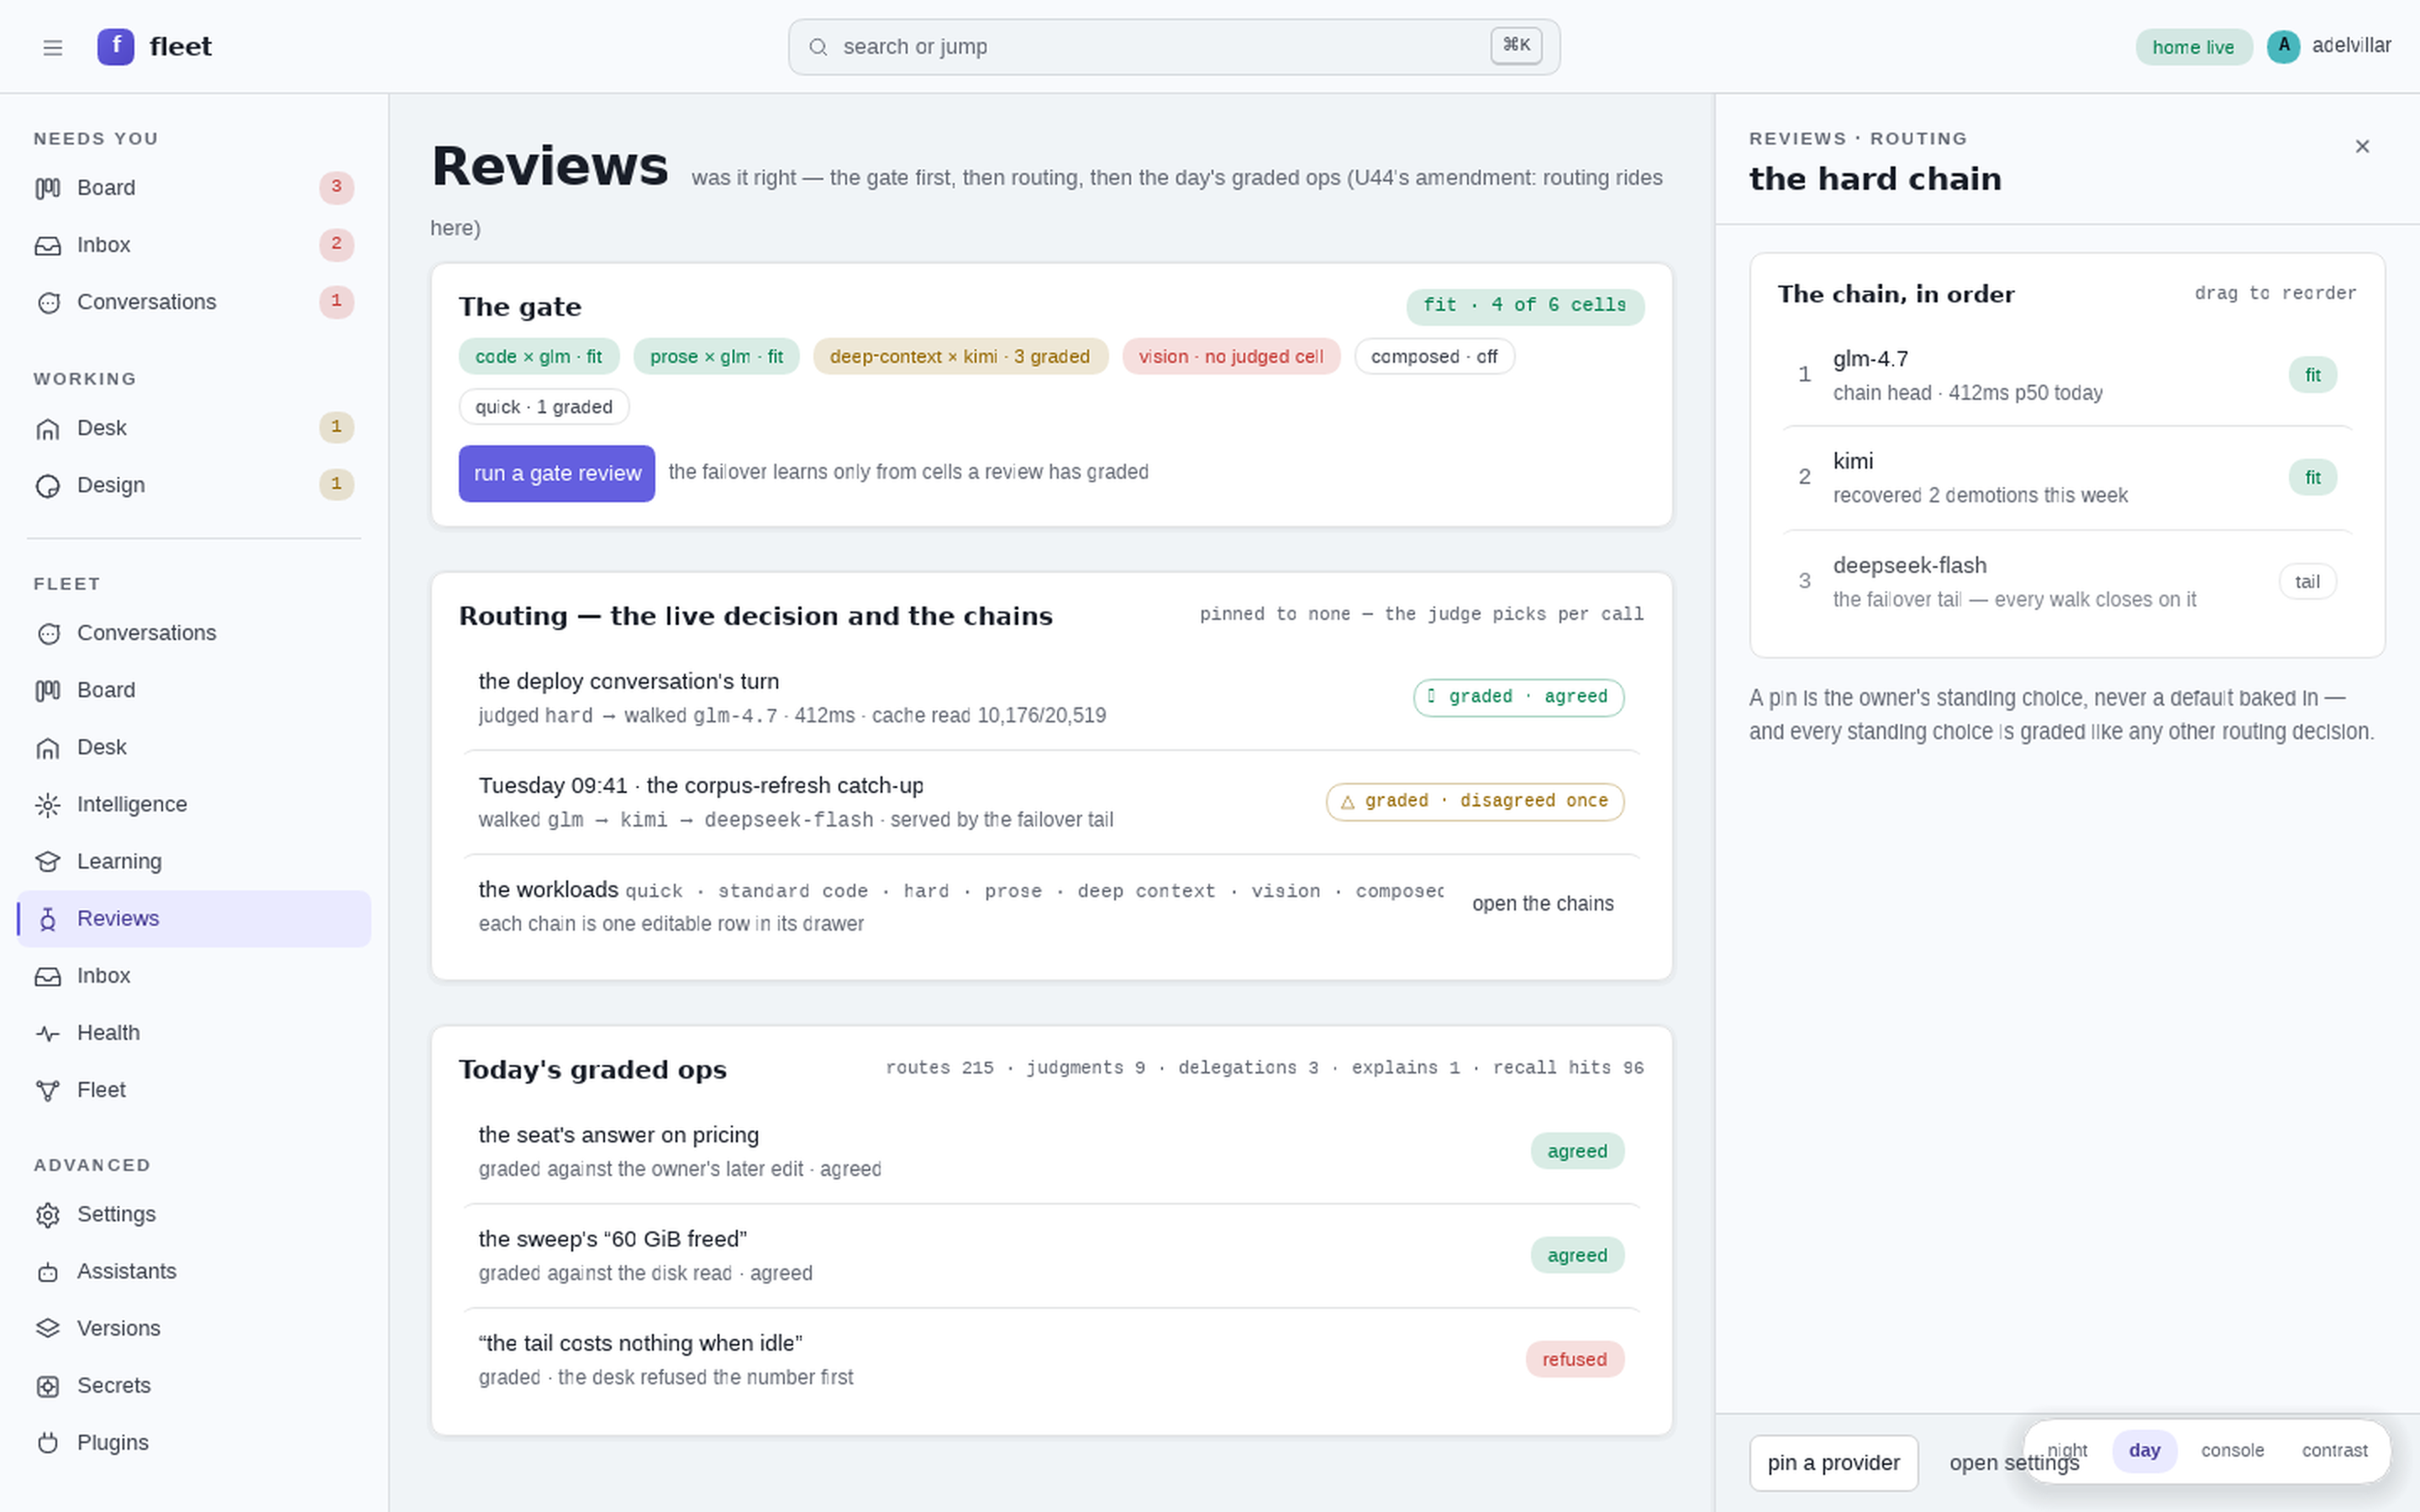 f fleet
search or jump ⌘K
home live A adelvillar
NEEDS YOU
Board 3
Inbox 2
Conversations 1
WORKING
Desk 1
Design 1
FLEET
Conversations
Board
Desk
Intelligence
Learning
Reviews
Inbox
Health
Fleet
ADVANCED
Settings
Assistants
Versions
Secrets
Plugins
Reviews was it right — the gate first, then routing, then the day's graded ops (U44's amendment: routing rides
here)
The gate fit · 4 of 6 cells
code × glm · fit prose × glm · fit deep-context × kimi · 3 graded vision · no judged cell composed · off
quick · 1 graded
run a gate review the failover learns only from cells a review has graded
Routing — the live decision and the chains pinned to none — the judge picks per call
the deploy conversation's turn
judged hard → walked glm-4.7 · 412ms · cache read 10,176/20,519
graded · agreed
Tuesday 09:41 · the corpus-refresh catch-up
walked glm → kimi → deepseek-flash · served by the failover tail
△ graded · disagreed once
the workloads quick · standard code · hard · prose · deep context · vision · composed
each chain is one editable row in its drawer
open the chains
Today's graded ops routes 215 · judgments 9 · delegations 3 · explains 1 · recall hits 96
the seat's answer on pricing
graded against the owner's later edit · agreed
agreed
the sweep's “60 GiB freed”
graded against the disk read · agreed
agreed
“the tail costs nothing when idle”
graded · the desk refused the number first
refused
REVIEWS · ROUTING
the hard chain
×
The chain, in order drag to reorder
1 glm-4.7
chain head · 412ms p50 today
fit
2 kimi
recovered 2 demotions this week
fit
3 deepseek-flash
the failover tail — every walk closes on it
tail
A pin is the owner's standing choice, never a default baked in —
and every standing choice is graded like any other routing decision.
pin a provider open settings
night day console contrast